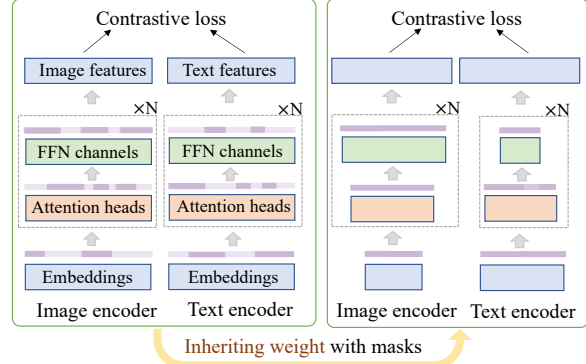 Contrastive loss
Contrastive loss
Image features
Text features
×N
×N
×N
×N
FFN channels
FFN channels
Attention heads
Attention heads
Embeddings
Embeddings
Image encoder
Text encoder
Image encoder
Text encoder
Inheriting weight with masks